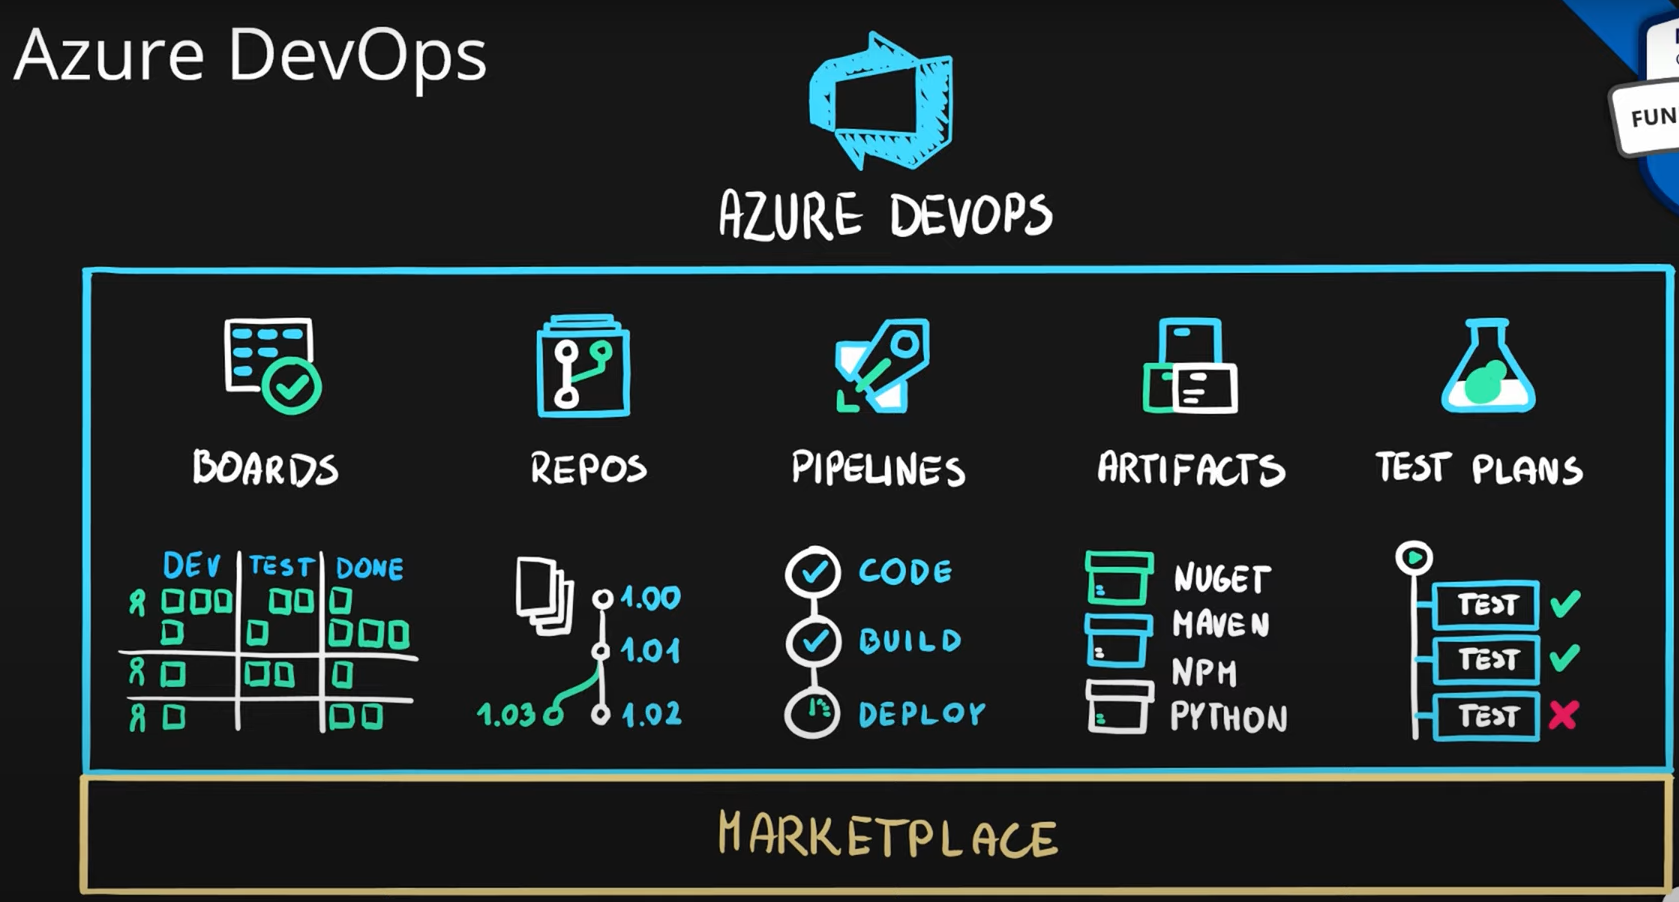 Azure DevOps
FUN
AZURE DEVOPS
BOARDS
REPOS
PIPELINES
ARTIFACTS
TEST PLANS
DEV TEST DONE
1.00
1.01
1.03
1.02
CODE
BUILD
DEPLOY
NUGET
MAVEN
NPM
PYTHON
TEST
TEST
TEST
MARKETPLACE